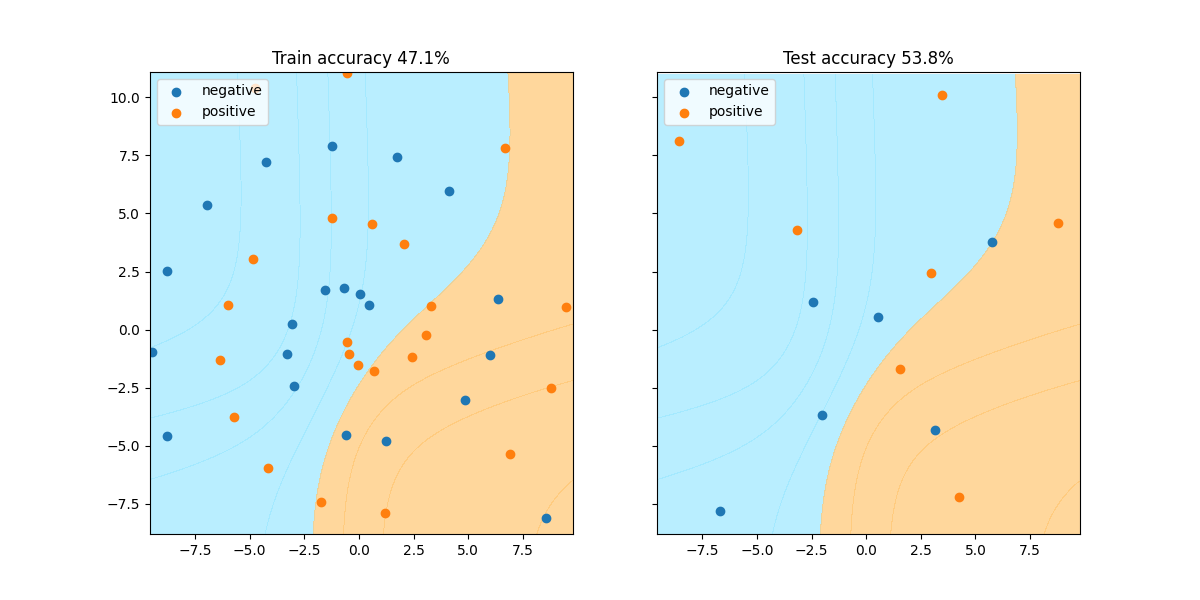 Train accuracy 47.1%
Test accuracy 53.8%
negative
positive
negative
positive
10.0
7.5
5.0
2.5
0.0
−2.5
−5.0
−7.5
−7.5 −5.0 −2.5 0.0 2.5 5.0 7.5
−7.5 −5.0 −2.5 0.0 2.5 5.0 7.5